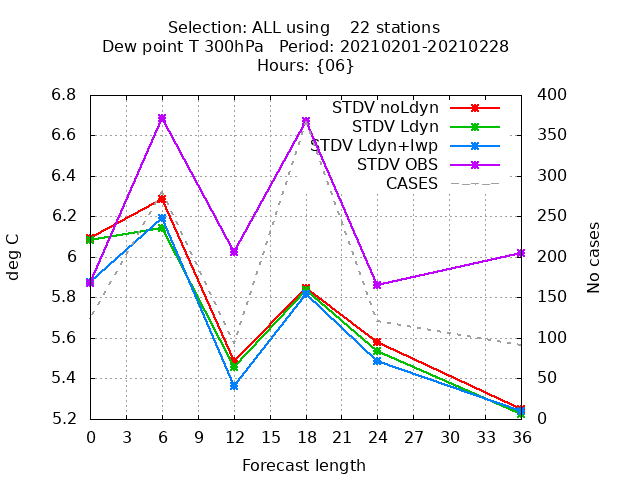 Selection: ALL using    22 stations
Dew point T 300hPa   Period: 20210201-20210228
Hours: {06}
6.8
6.6
6.4
6.2
6
5.8
5.6
5.4
5.2
400
350
300
250
200
150
100
50
0
STDV noLdyn
STDV Ldyn
STDV Ldyn+lwp
STDV OBS
CASES
deg C
No cases
0 3 6 9 12 15 18 21 24 27 30 33 36
Forecast length